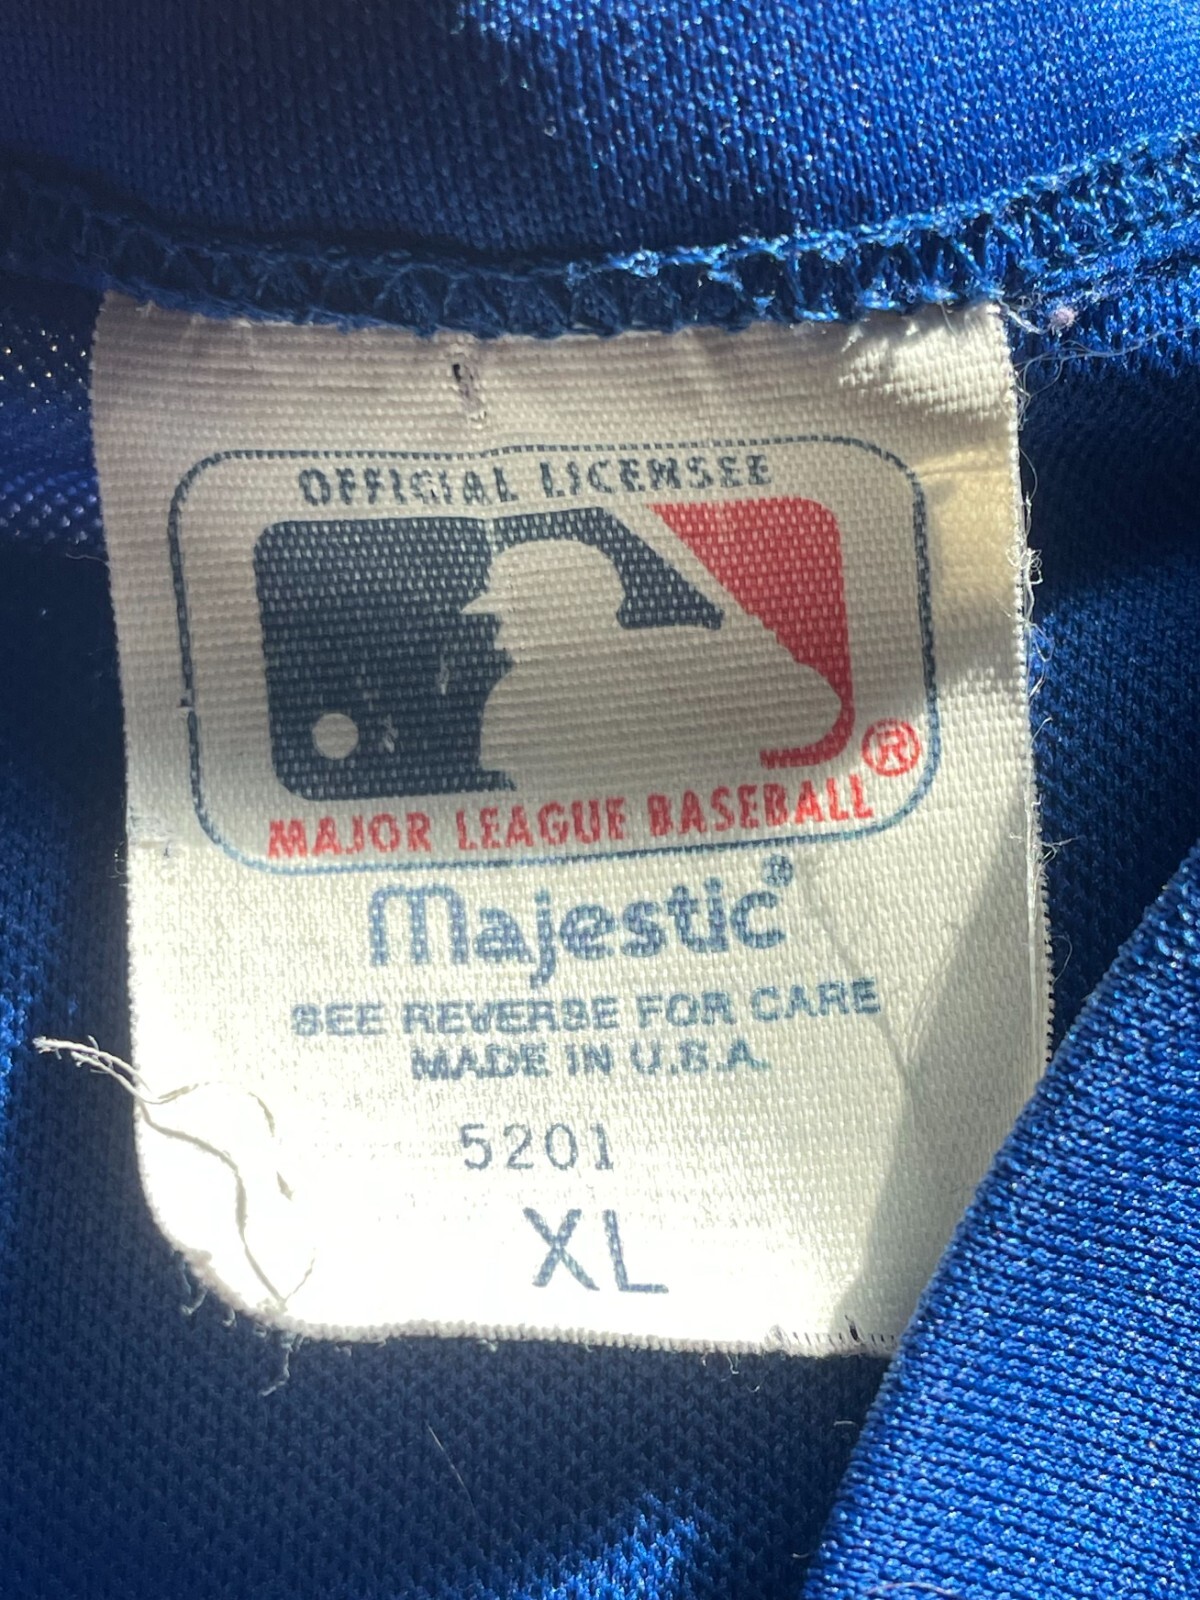 OFFICIAL LICENSEE
®
MAJOR LEAGUE BASEBALL
Majestic®
SEE REVERSE FOR CARE
MADE IN U.S.A.
5201
XL